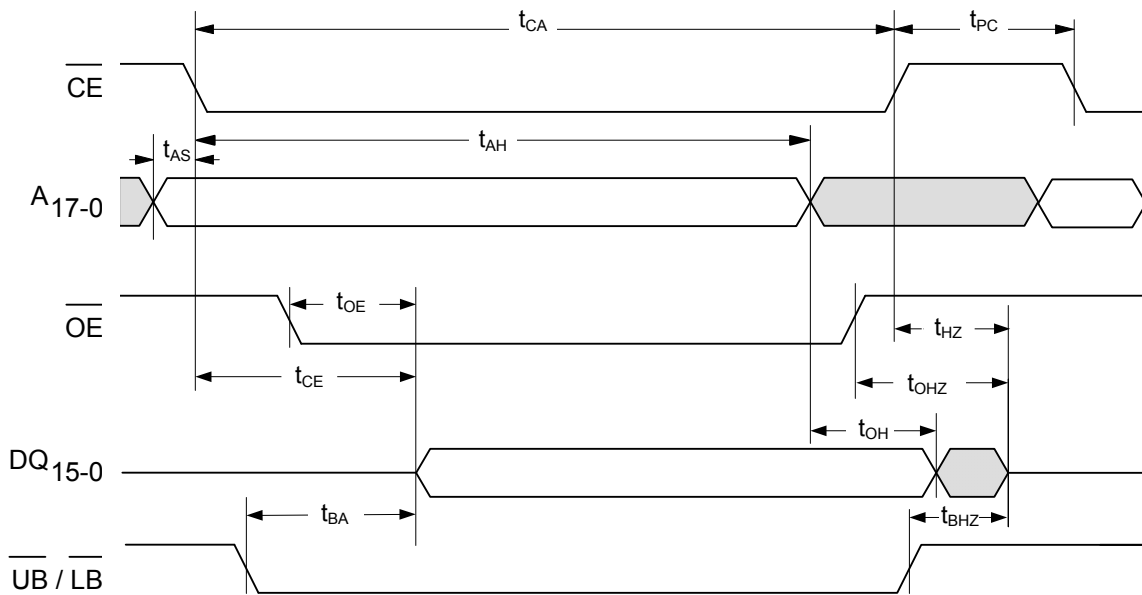 tCA
tPC
CE
tAH
tAS
A17-0
tOE
OE
tHZ
tCE
tOHZ
tOH
DQ15-0
tBA
tBHZ
UB / LB